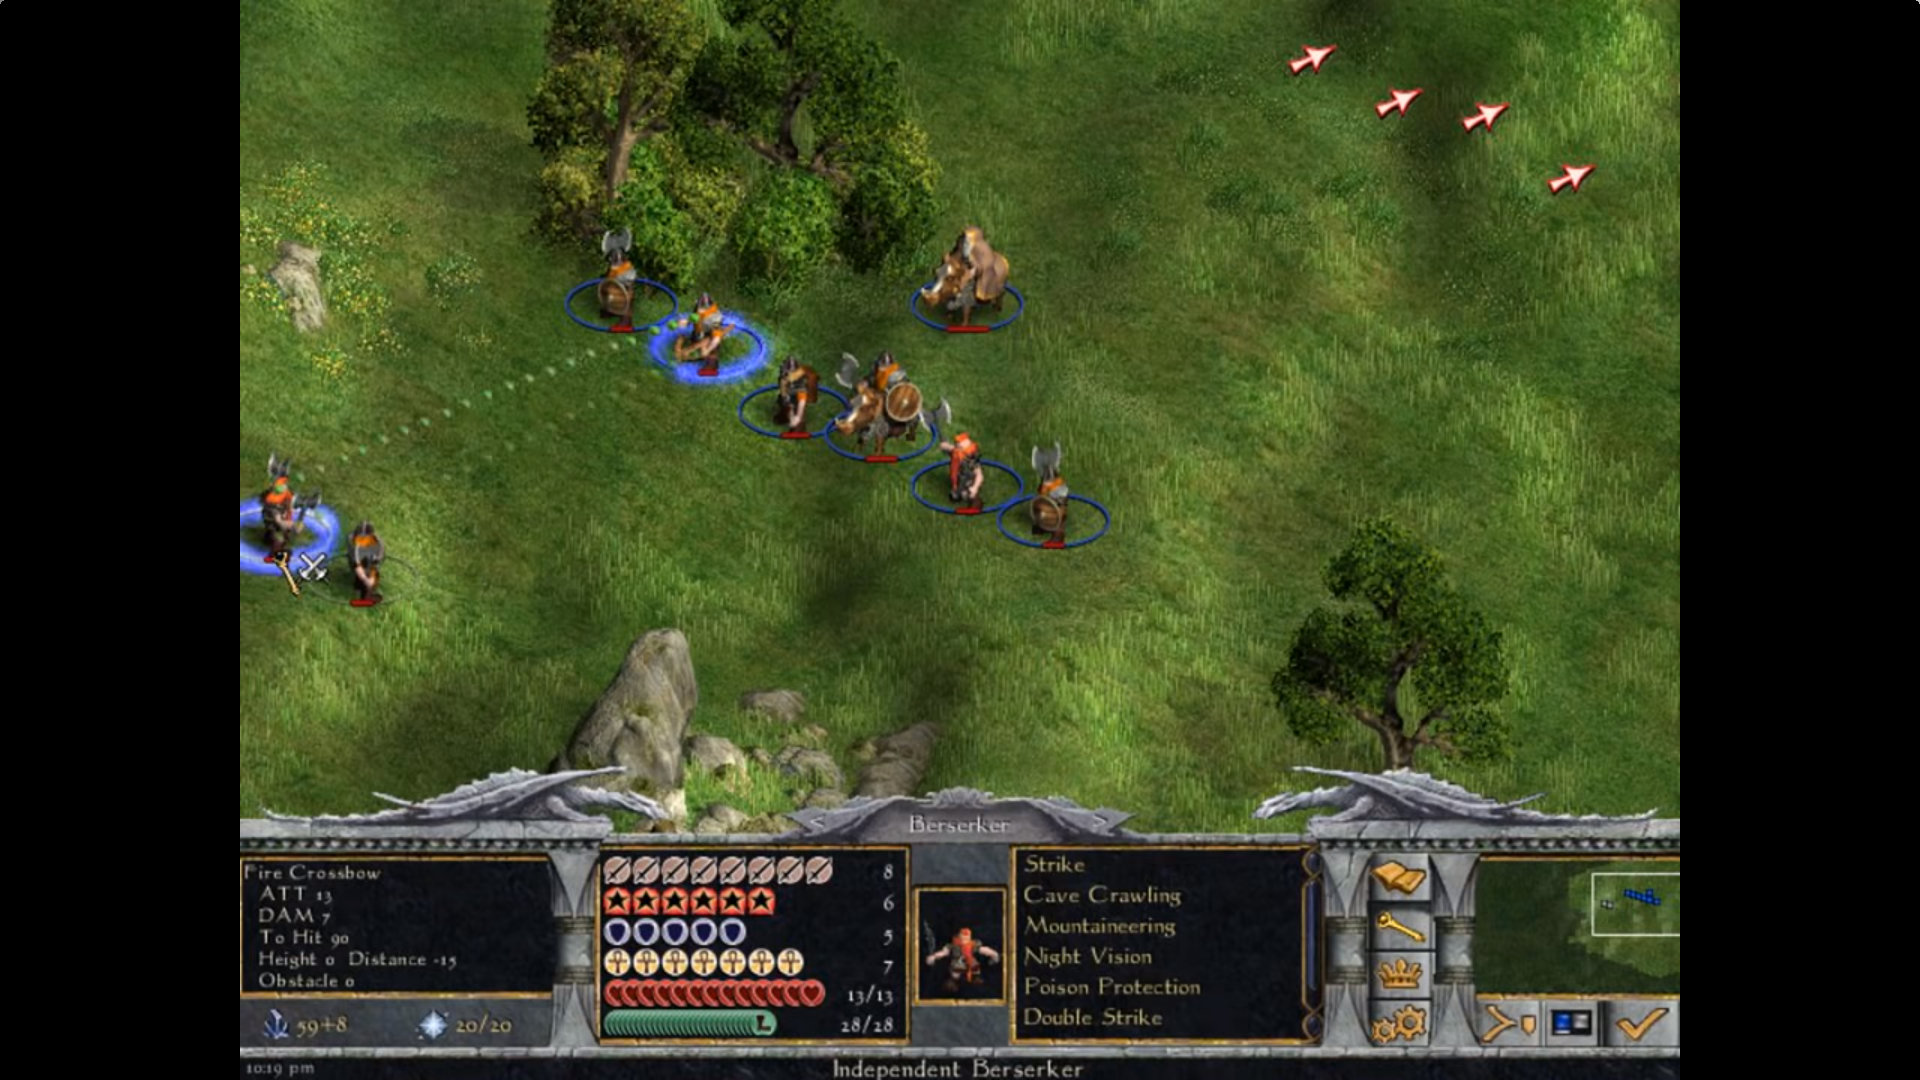 Berserker
Fire Crossbow
ATT 13
DAM 7
To Hit 90
Height 0 Distance -15
Obstacle 0
59+8
20/20
8
6
5
7
13/13
28/28
Strike
Cave Crawling
Mountaineering
Night Vision
Poison Protection
Double Strike
10:19 pm
Independent Berserker